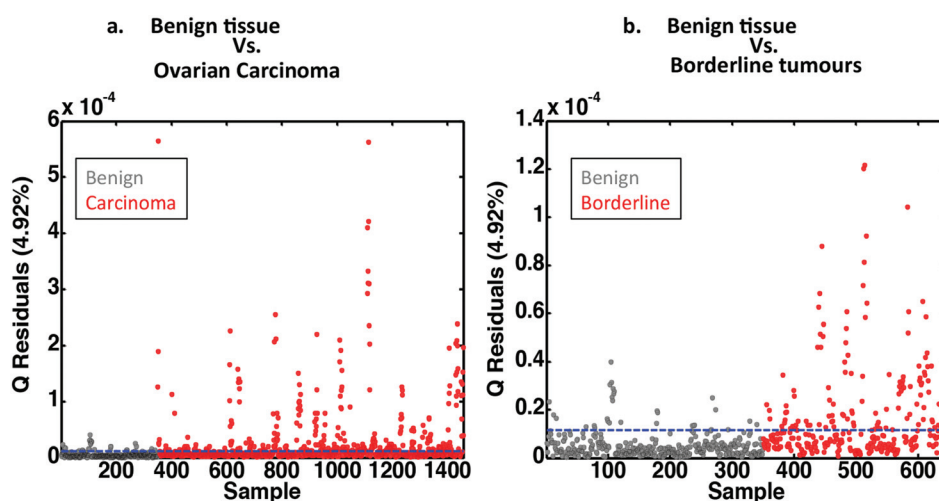 a. Benign tissue
Vs.
Ovarian Carcinoma
b. Benign tissue
Vs.
Borderline tumours
6 x 10 -4
5
4
3
2
1
0
Q Residuals (4.92%)
Benign
Carcinoma
200 400 600 800 1000 1200 1400
Sample
1.4 x 10 -4
1.2
1
0.8
0.6
0.4
0.2
0
Q Residuals (4.92%)
Benign
Borderline
100 200 300 400 500 600
Sample